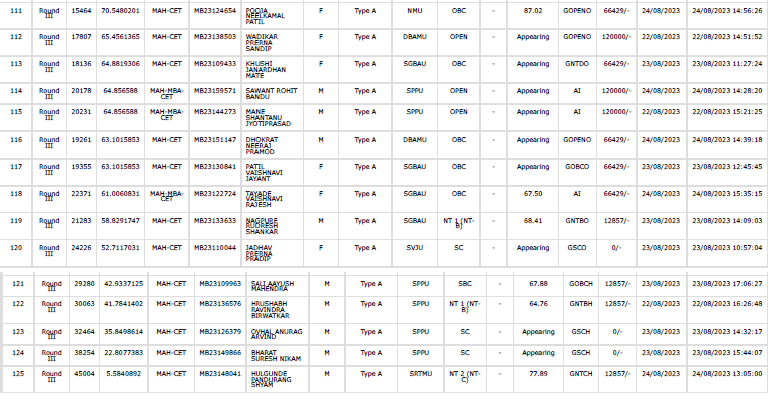 111 Round III 15464 70.5480201 MAH-CET MB23124654 POOJA NEELKAMAL PATIL F Type A NMU OBC - 87.02 GOPENO 66429/- 24/08/2023 24/08/2023 14:56:26
112 Round III 17807 65.4561365 MAH-CET MB23138503 WADIKAR PRERNA SANDIP F Type A DBAMU OPEN - Appearing GOPENO 120000/- 22/08/2023 22/08/2023 14:51:52
113 Round III 18136 64.8819306 MAH-CET MB23109433 KHUSHI JANARDHAN MATE F Type A SGBAU OBC - Appearing GNTDO 66429/- 23/08/2023 23/08/2023 11:27:24
114 Round III 20178 64.856588 MAH-MBA-CET MB23159571 SAWANT ROHIT BANDU M Type A SPPU OPEN - Appearing AI 120000/- 24/08/2023 24/08/2023 14:28:20
115 Round III 20231 64.856588 MAH-MBA-CET MB23144273 MANE SHANTANU JYOTIPRASAD M Type A SPPU OPEN - Appearing AI 120000/- 22/08/2023 22/08/2023 15:21:25
116 Round III 19261 63.1015853 MAH-CET MB23151147 DHOKRAT NEERAJ PRAMOD M Type A DBAMU OBC - Appearing GOPENO 66429/- 24/08/2023 24/08/2023 14:39:18
117 Round III 19355 63.1015853 MAH-CET MB23130841 PATIL VAISHNAVI JAYANT F Type A SGBAU OBC - Appearing GOBCO 66429/- 23/08/2023 23/08/2023 12:45:45
118 Round III 22371 61.0060831 MAH-MBA-CET MB23122724 TAYADE VAISHNAVI RAJESH F Type A SGBAU OBC - 67.50 AI 66429/- 24/08/2023 24/08/2023 15:35:15
119 Round III 21283 58.8291747 MAH-CET MB23133633 NAGPURE RUDRESH SHANKAR M Type A SGBAU NT 1 (NT-B) - 68.41 GNTBO 12857/- 23/08/2023 23/08/2023 14:09:03
120 Round III 24226 52.7117031 MAH-CET MB23110044 JADHAV PRERNA PRADIP F Type A SVJU SC - Appearing GSCO 0/- 23/08/2023 23/08/2023 10:57:04
121 Round III 29280 42.9337125 MAH-CET MB23109963 SALI AAYUSH MAHENDRA M Type A SPPU SBC - 67.88 GOBCH 12857/- 23/08/2023 23/08/2023 17:06:27
122 Round III 30063 41.7841402 MAH-CET MB23136576 HRUSHABH RAVINDRA BIRWATKAR M Type A SPPU NT 1 (NT-B) - 64.76 GNTBH 12857/- 22/08/2023 22/08/2023 16:26:48
123 Round III 32464 35.8498614 MAH-CET MB23126379 OVHAL ANURAG ARVIND M Type A SPPU SC - Appearing GSCH 0/- 23/08/2023 23/08/2023 14:32:17
124 Round III 38254 22.8077383 MAH-CET MB23149866 BHARAT SURESH NIKAM M Type A SPPU SC - Appearing GSCH 0/- 23/08/2023 23/08/2023 15:44:07
125 Round III 45004 5.5840892 MAH-CET MB23148041 HULGUNDE PANDURANG SHYAM M Type A SRTMU NT 2 (NT-C) - 77.89 GNTCH 12857/- 24/08/2023 24/08/2023 13:05:00